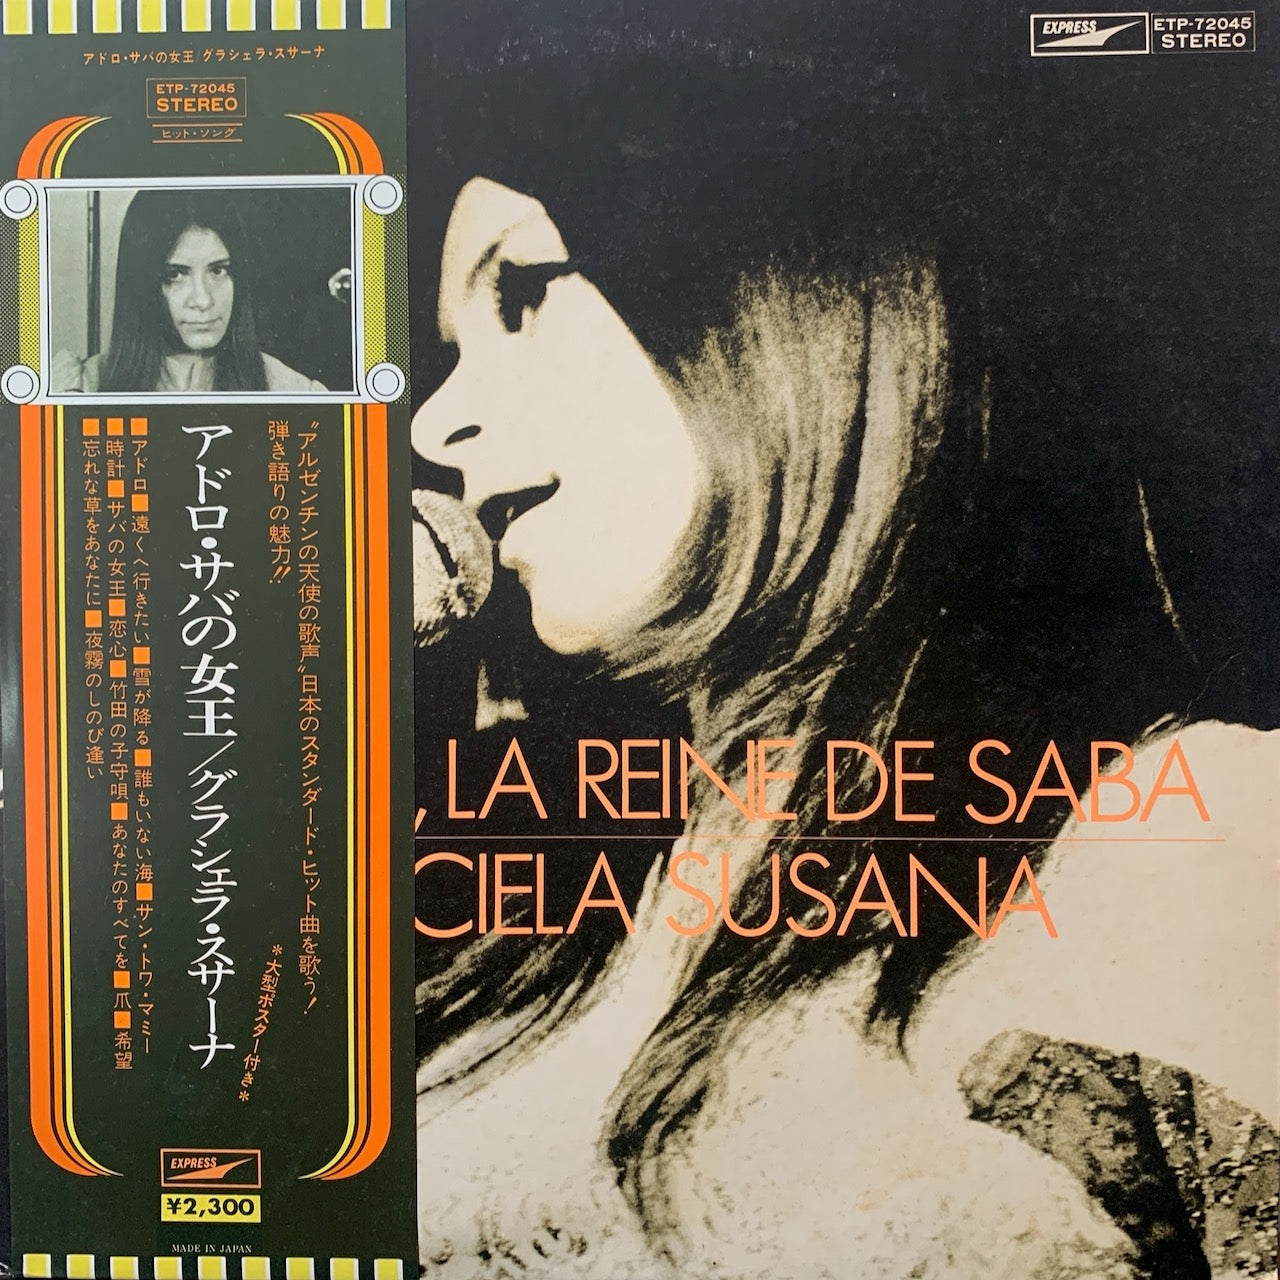 アドロ・サバの女王/グラシェラ・スサーナ
ETP-72045
STEREO
ヒット・ソング
"アルゼンチンの天使の歌声"日本のスタンダード・ヒット曲を歌う!
弾き語りの魅力!!
*大型ポスター付き*
アドロ・サバの女王/グラシェラ・スサーナ
■アドロ■遠くへ行きたい■雪が降る■誰もいない海■サン・トワ・マミー
■時計■サバの女王■恋心■竹田の子守唄■あなたのすべてを■爪■希望
■忘れな草をあなたに■夜霧のしのび逢い
EXPRESS
¥2,300
MADE IN JAPAN
EXPRESS
ETP-72045
STEREO
, LA REINE DE SABA
CIELA SUSANA